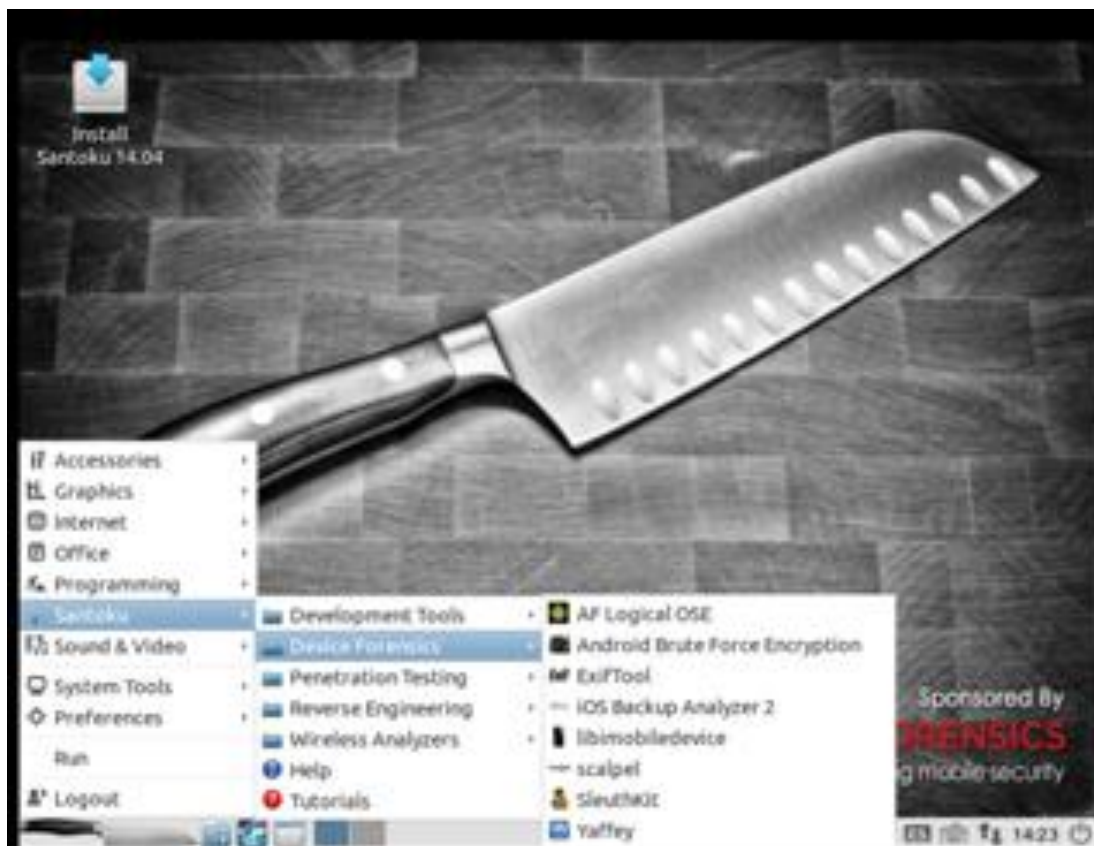 Install
Santoku 14.04
Accessories
Graphics
Internet
Office
Programming
Santoku
Sound & Video
System Tools
Preferences
Run
Logout
Development Tools
Device Forensics
Penetration Testing
Reverse Engineering
Wireless Analyzers
Help
Tutorials
AF Logical OSE
Android Brute Force Encryption
ExifTool
iOS Backup Analyzer 2
libimobiledevice
scalpel
SleuthKit
Yaffey
Sponsored By
RENSICS
g mobile security
14:23